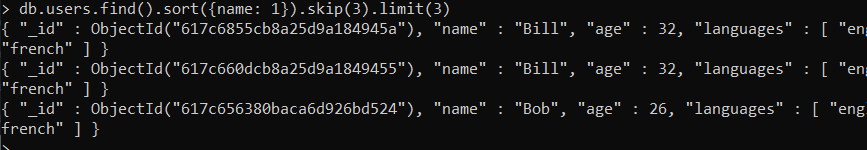 > db.users.find().sort({name: 1}).skip(3).limit(3)
{ "_id" : ObjectId("617c6855cb8a25d9a184945a"), "name" : "Bill", "age" : 32, "languages" : [ "eng
"french" ] }
{ "_id" : ObjectId("617c660dcb8a25d9a1849455"), "name" : "Bill", "age" : 32, "languages" : [ "eng
"french" ] }
{ "_id" : ObjectId("617c656380baca6d926bd524"), "name" : "Bob", "age" : 26, "languages" : [ "eng
french" ] }